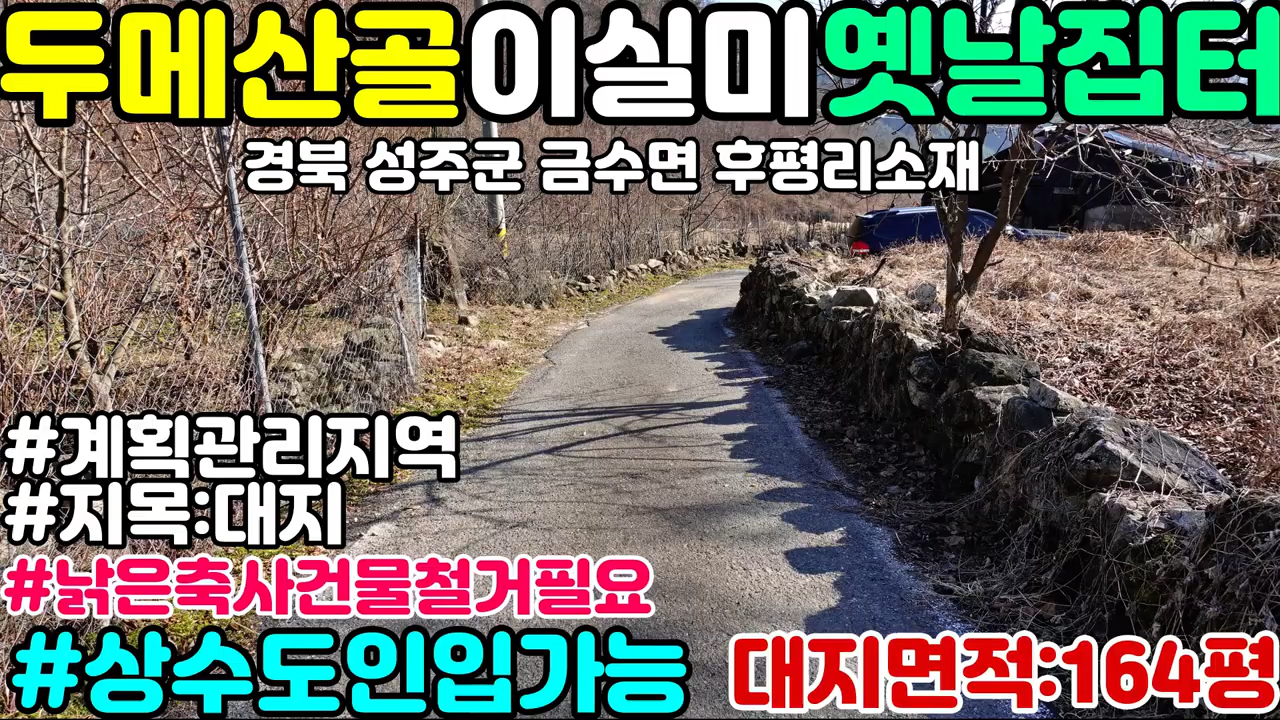 두메산골이실미옛날집터
경북 성주군 금수면 후평리소재
#계획관리지역
#지목:대지
#낡은축사건물철거필요
#상수도인입가능
대지면적:164평